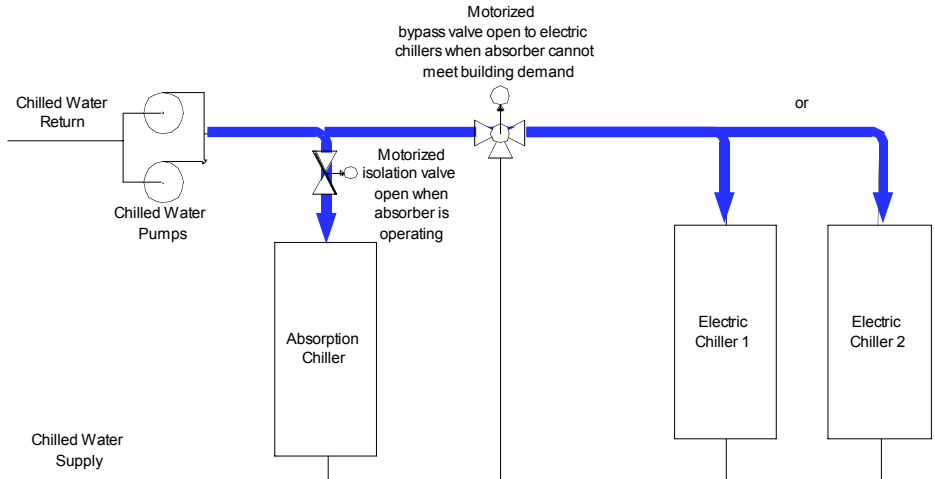 Motorized
bypass valve open to electric
chillers when absorber cannot
meet building demand
Chilled Water
Return
or
Motorized
isolation valve
open when
absorber is
operating
Chilled Water
Pumps
Absorption
Chiller
Electric
Chiller 1
Electric
Chiller 2
Chilled Water
Supply